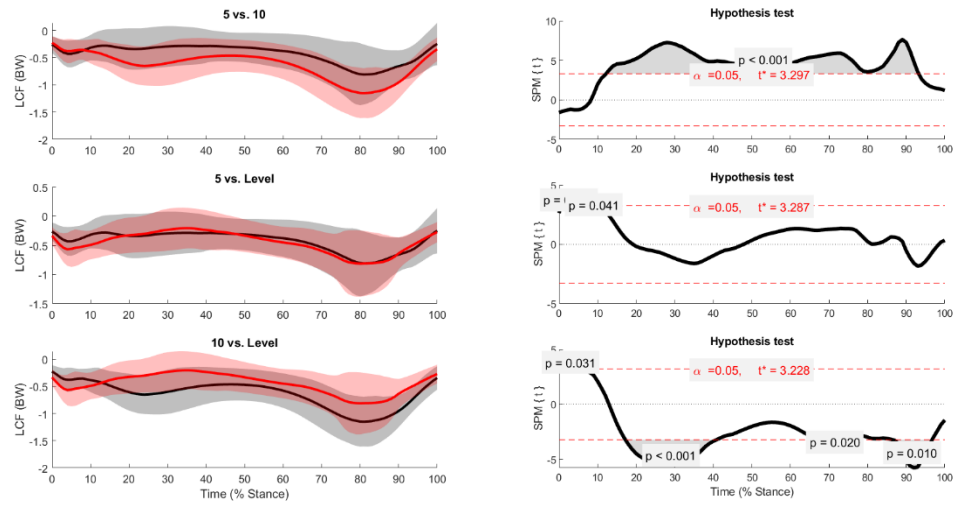 5 vs. 10
0
-0.5
-1
-1.5
-2
LCF (BW)
0 10 20 30 40 50 60 70 80 90 100
Hypothesis test
10
5
0
-5
SPM { t }
p < 0.001
α =0.05, t* = 3.297
0 10 20 30 40 50 60 70 80 90 100
5 vs. Level
0.5
0
-0.5
-1
-1.5
LCF (BW)
0 10 20 30 40 50 60 70 80 90 100
Hypothesis test
5
0
-5
SPM { t }
p = 0.041
α =0.05, t* = 3.287
0 10 20 30 40 50 60 70 80 90 100
10 vs. Level
0
-0.5
-1
-1.5
-2
LCF (BW)
0 10 20 30 40 50 60 70 80 90 100
Time (% Stance)
Hypothesis test
5
0
-5
SPM { t }
p = 0.031
α =0.05, t* = 3.228
p < 0.001
p = 0.020
p = 0.010
0 10 20 30 40 50 60 70 80 90 100
Time (% Stance)